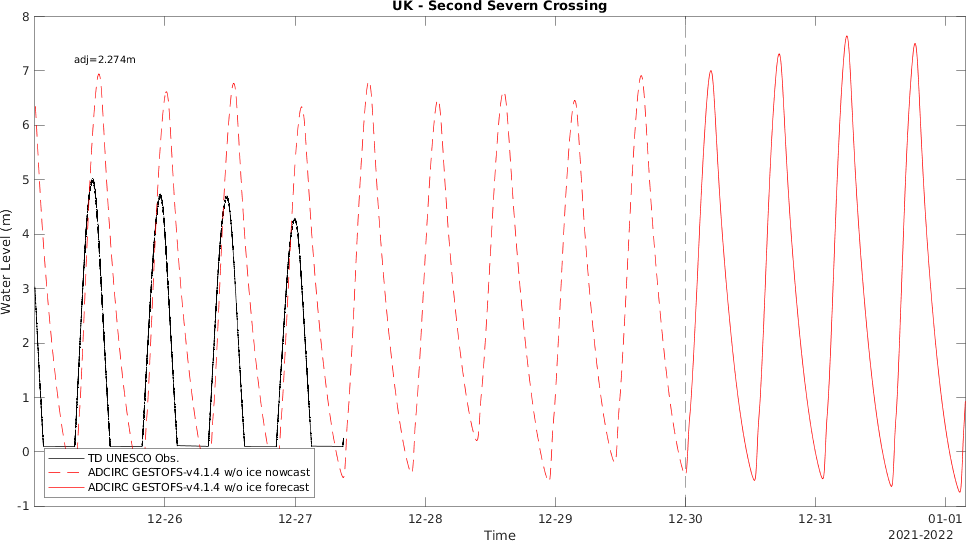 UK - Second Severn Crossing
adj=2.274m
8
7
6
5
4
3
2
1
0
-1
Water Level (m)
TD UNESCO Obs.
ADCIRC GESTOFS-v4.1.4 w/o ice nowcast
ADCIRC GESTOFS-v4.1.4 w/o ice forecast
12-26 12-27 12-28 12-29 12-30 12-31 01-01
Time
2021-2022